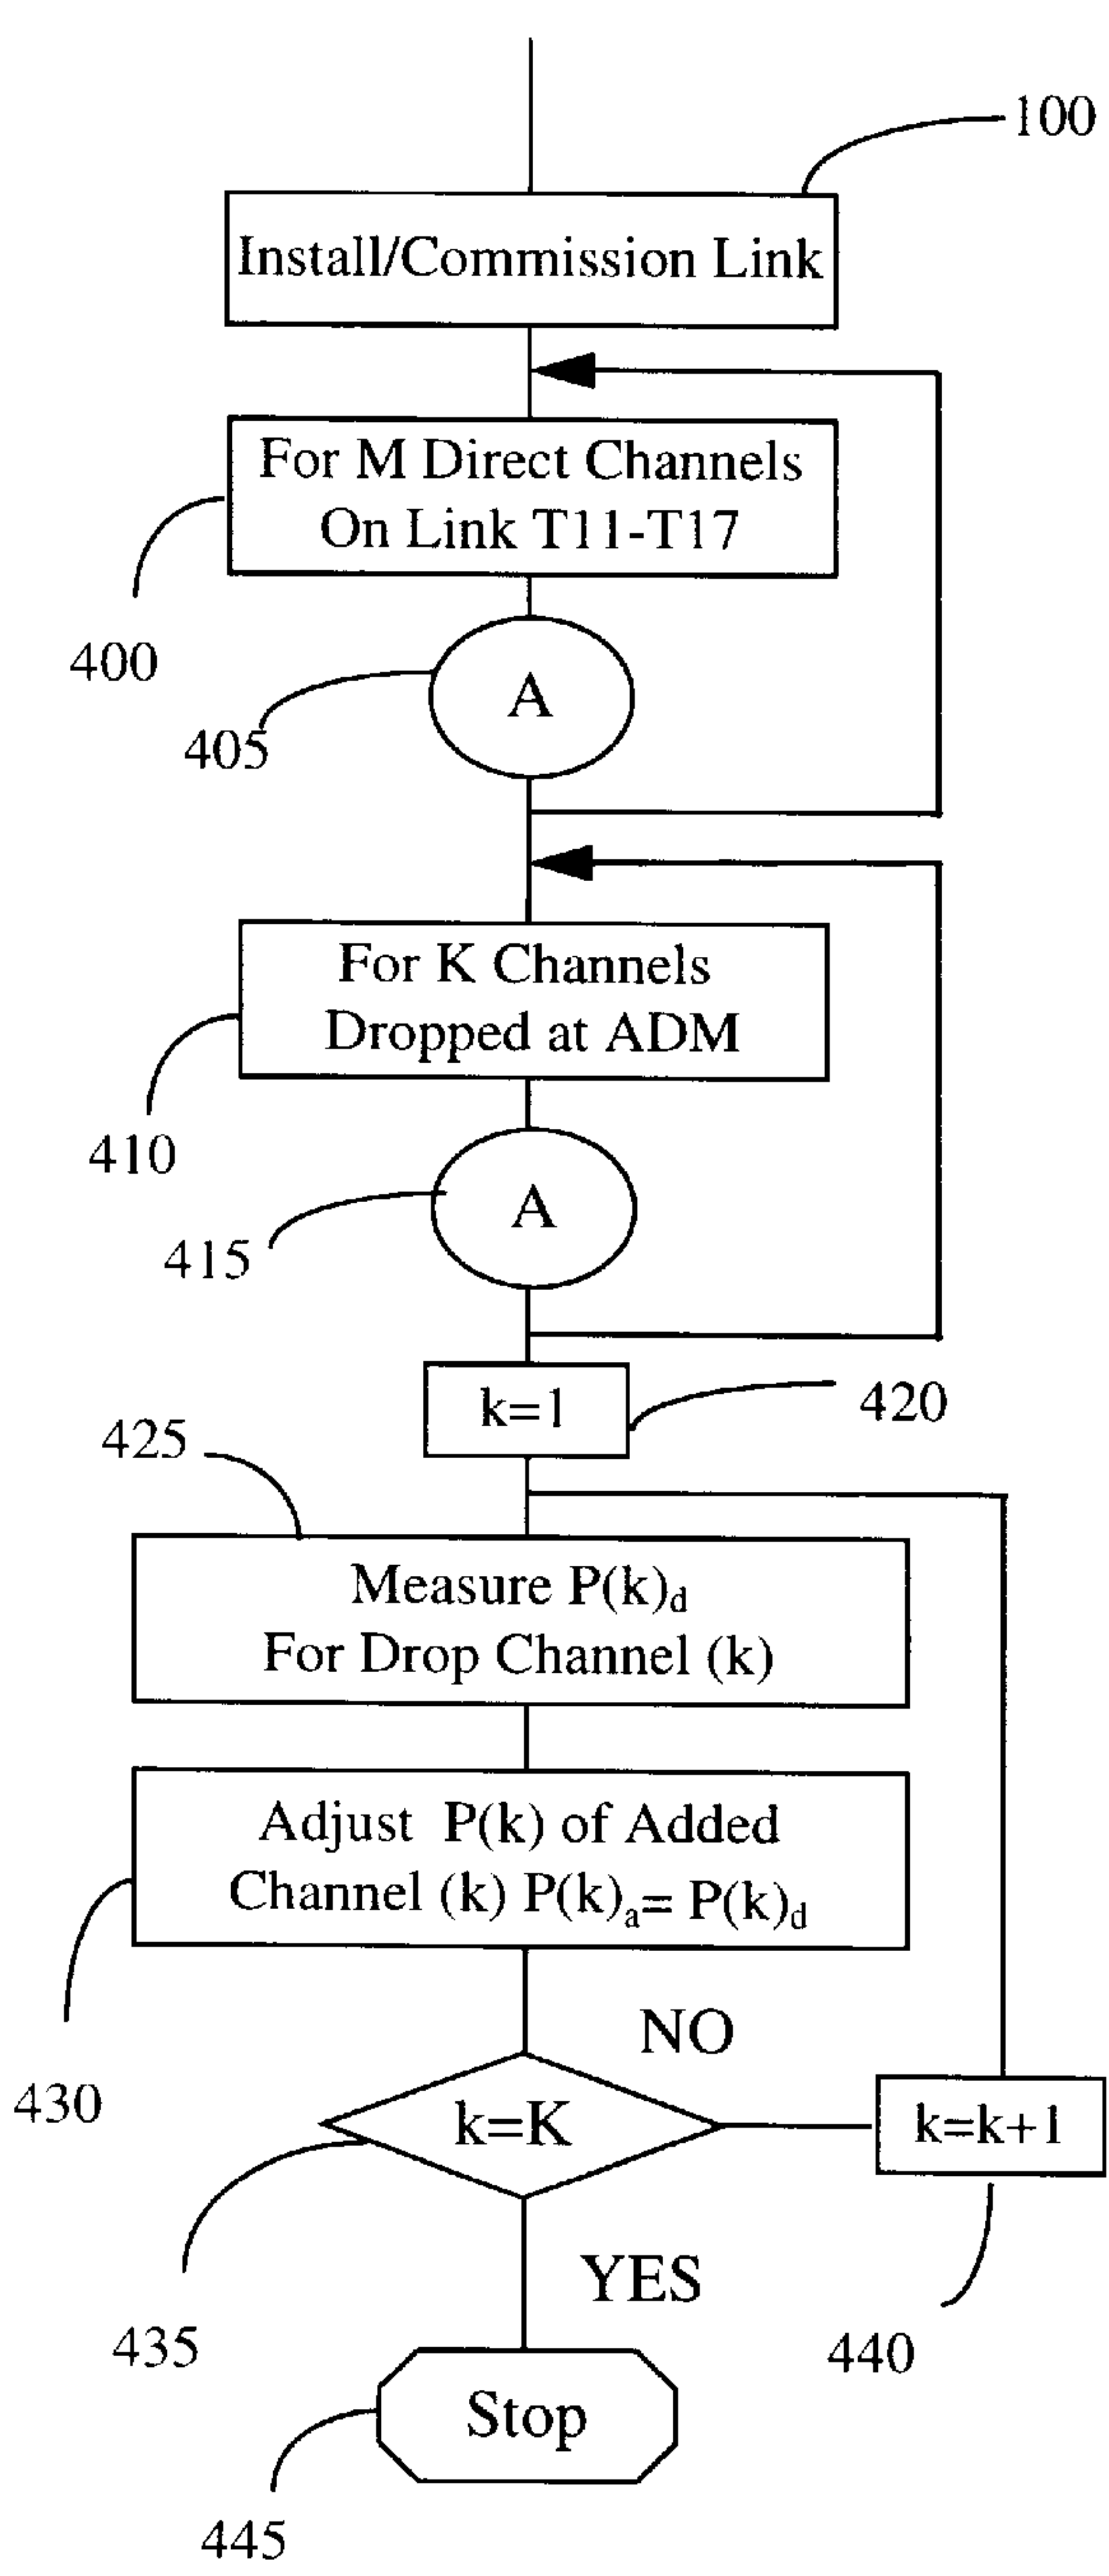 100
Install/Commission Link
For M Direct Channels
On Link T11-T17
400
A
405
For K Channels
Dropped at ADM
410
A
415
k=1
420
425
Measure P(k)d
For Drop Channel (k)
Adjust P(k) of Added
Channel (k) P(k)a= P(k)d
430
NO
k=K
k=k+1
435
YES
440
Stop
445